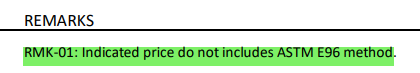 REMARKS
RMK-01: Indicated price do not includes ASTM E96 method.